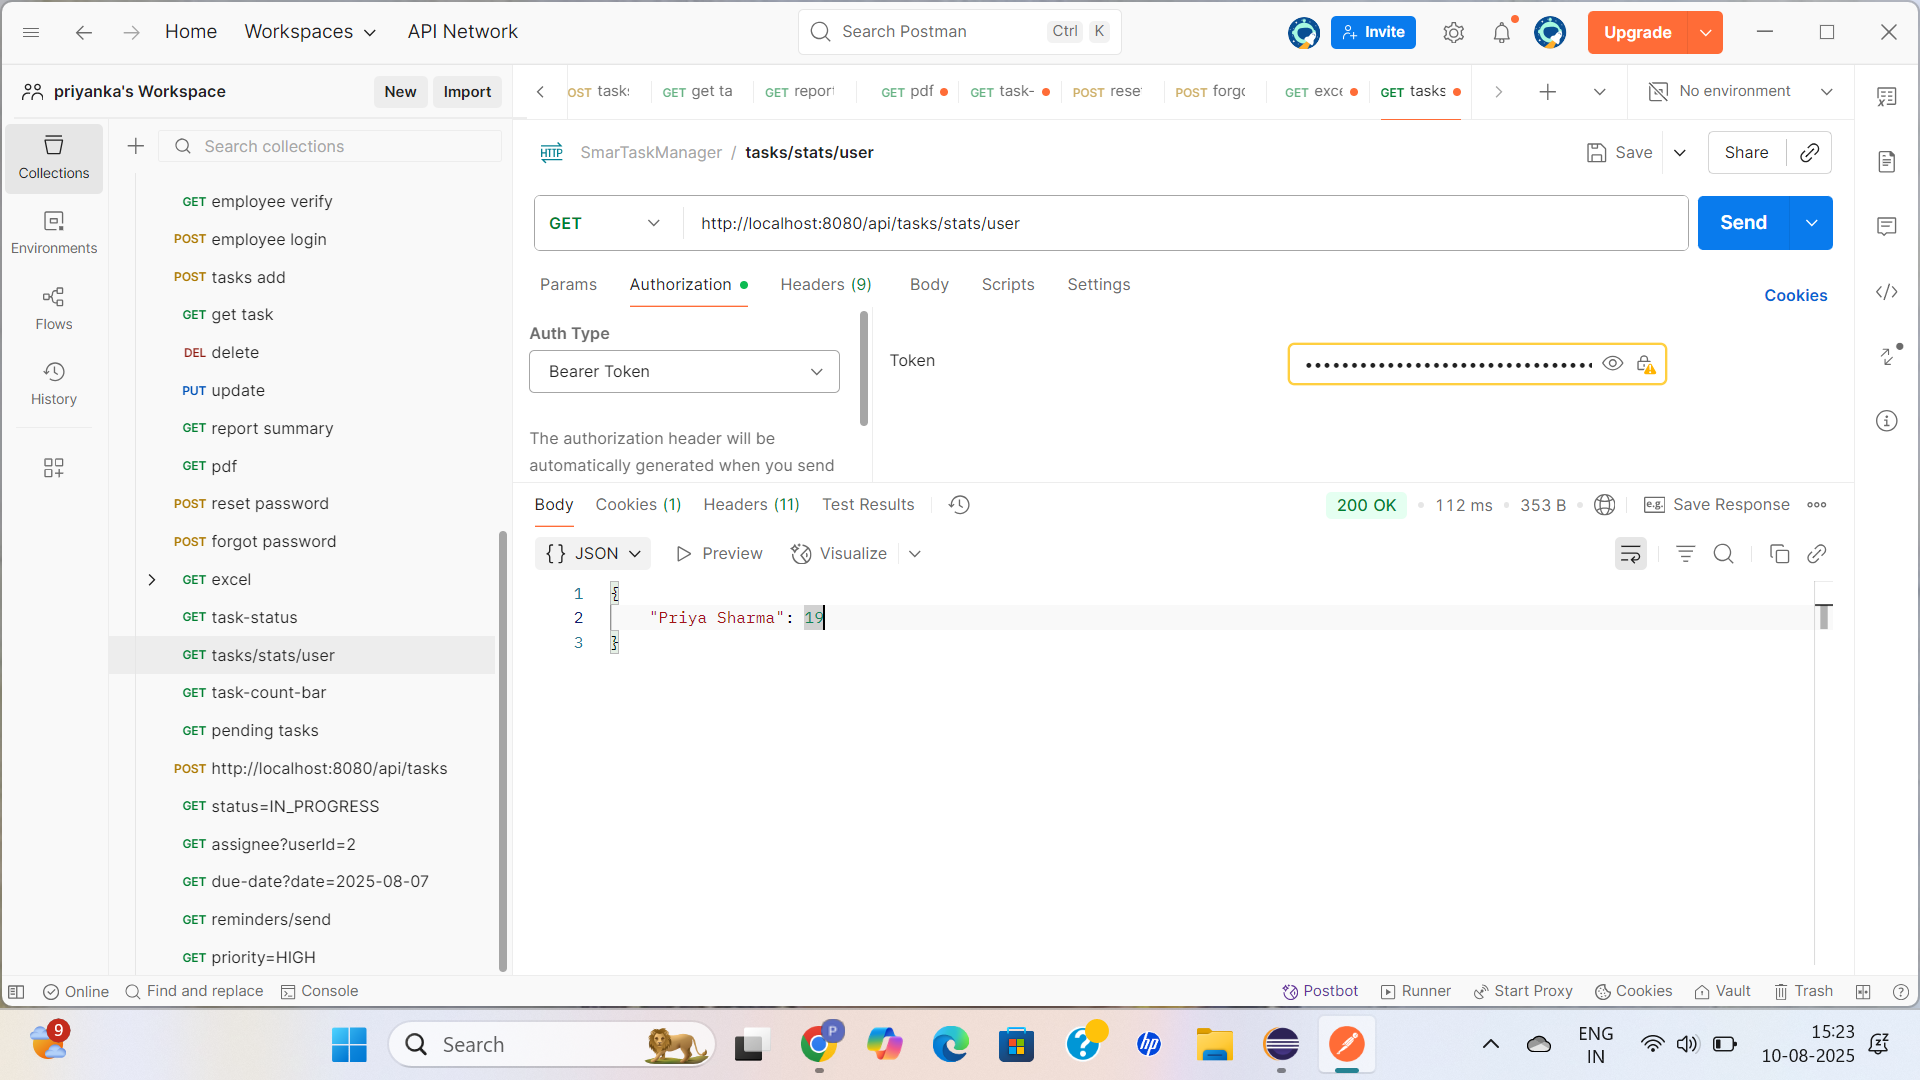 Home
Workspaces
API Network
Search Postman
Ctrl
K
Invite
Upgrade
priyanka's Workspace
New
Import
OST tasks
GET get ta
GET report
GET pdf
GET task-
POST rese
POST forgo
GET exce
GET tasks
No environment
Collections
Environments
Flows
History
Search collections
GET employee verify
POST employee login
POST tasks add
GET get task
DEL delete
PUT update
GET report summary
GET pdf
POST reset password
POST forgot password
GET excel
GET task-status
GET tasks/stats/user
GET task-count-bar
GET pending tasks
POST http://localhost:8080/api/tasks
GET status=IN_PROGRESS
GET assignee?userId=2
GET due-date?date=2025-08-07
GET reminders/send
GET priority=HIGH
HTTP SmarTaskManager / tasks/stats/user
Save
Share
GET
http://localhost:8080/api/tasks/stats/user
Send
Params
Authorization
Headers (9)
Body
Scripts
Settings
Cookies
Auth Type
Bearer Token
The authorization header will be
automatically generated when you send
Token
Body
Cookies (1)
Headers (11)
Test Results
200 OK
112 ms
353 B
e.g. Save Response
{} JSON
Preview
Visualize
1 {
2 "Priya Sharma": 19
3 }
Online
Find and replace
Console
Postbot
Runner
Start Proxy
Cookies
Vault
Trash
9
Search
P
hp
ENG
IN
15:23
10-08-2025